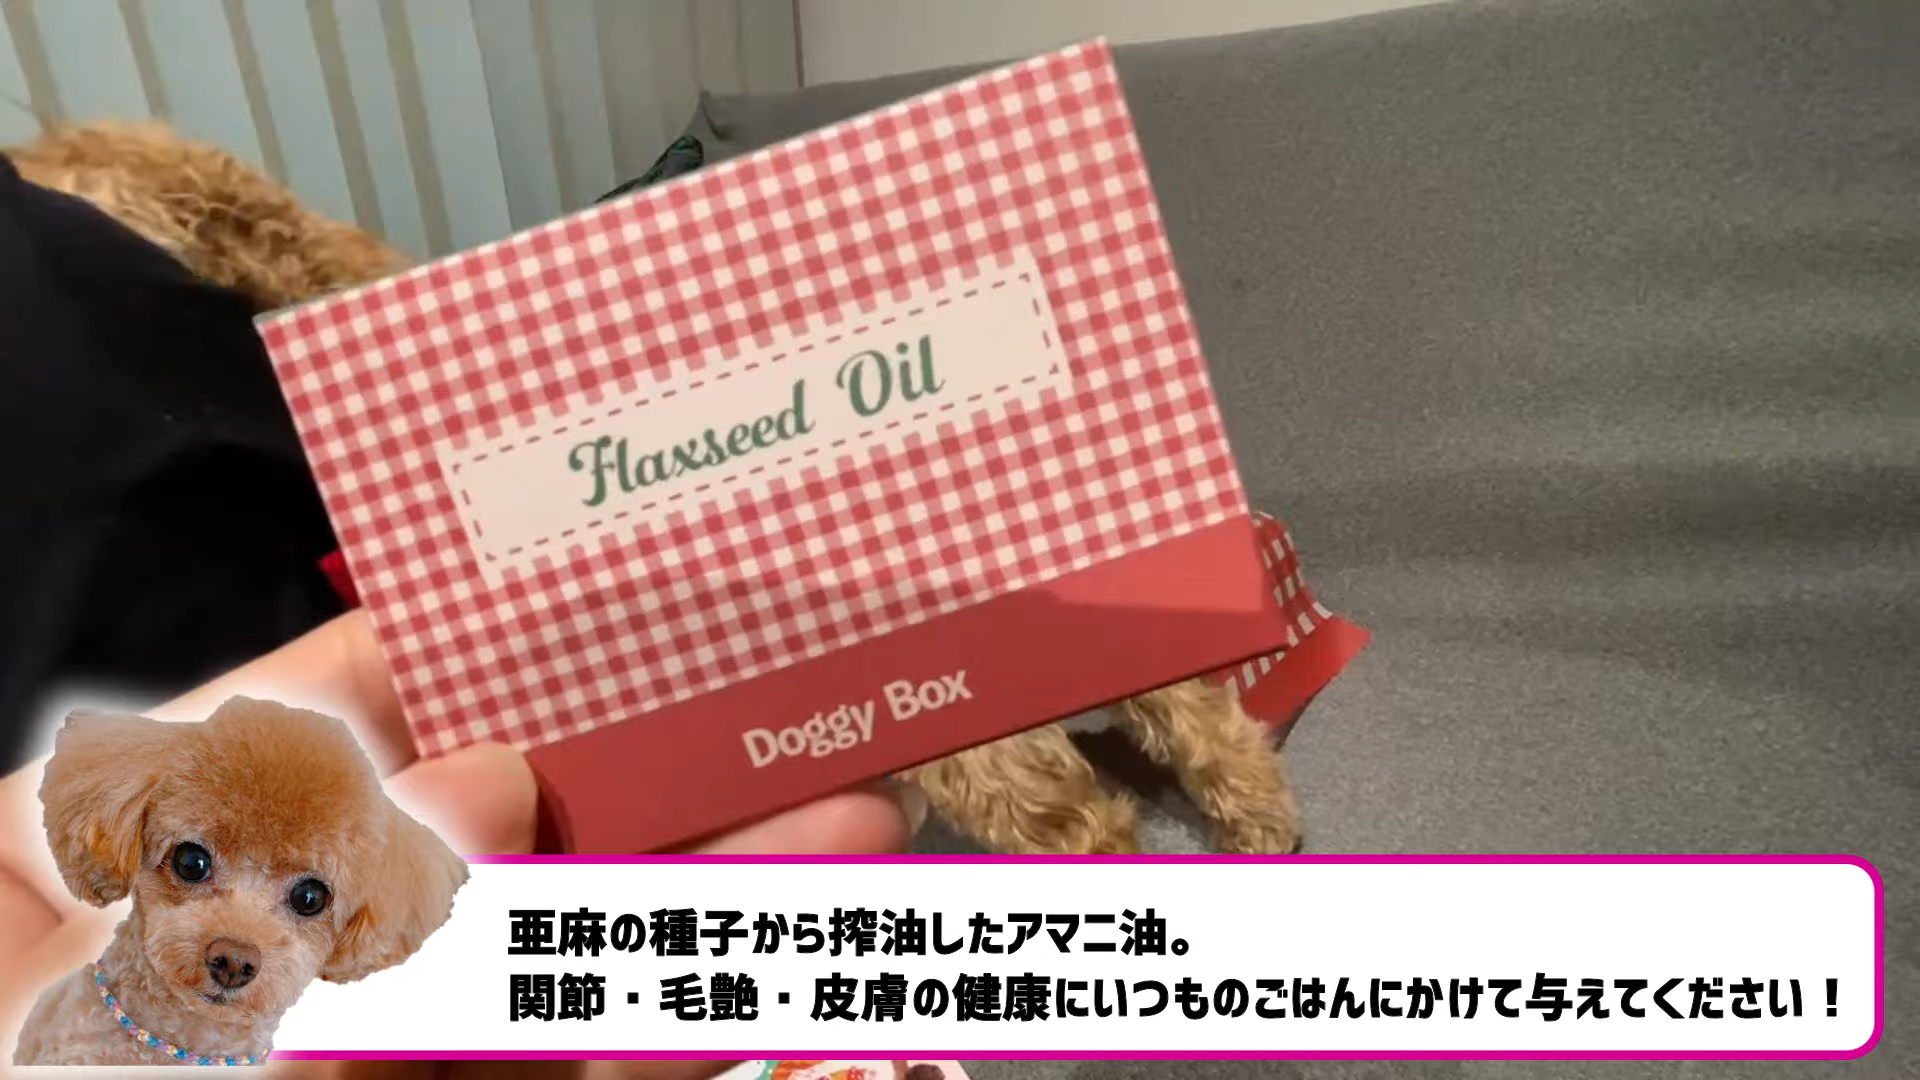 Flaxseed Oil
Doggy Box
亜麻の種子から搾油したアマニ油。
関節・毛艶・皮膚の健康にいつものごはんにかけて与えてください！